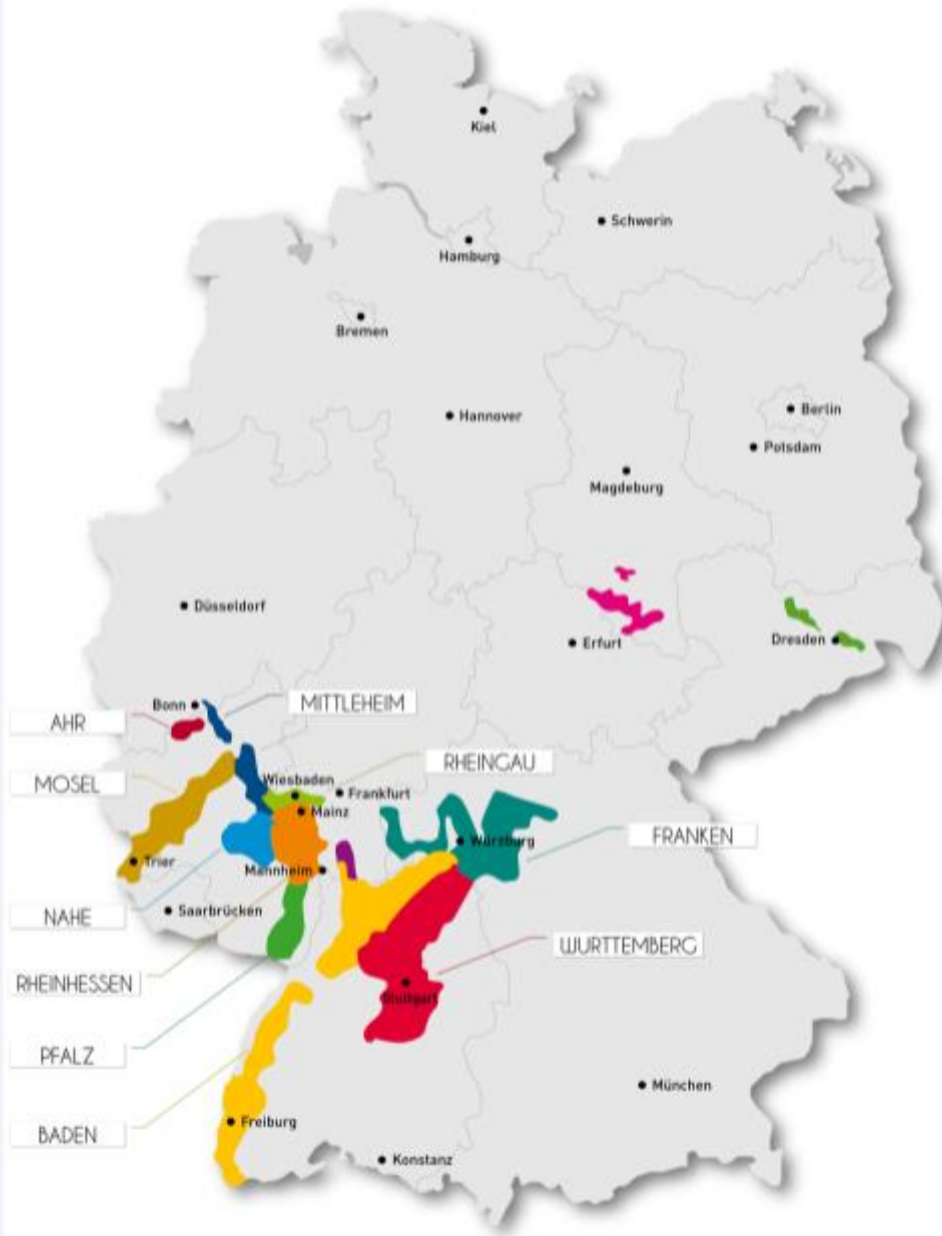 Kiel
Schwerin
Hamburg
Bremen
Hannover
Berlin
Potsdam
Magdeburg
Düsseldorf
Erfurt
Dresden
Bonn
MITTLEHEIM
AHR
RHEINGAU
MOSEL
Wiesbaden
Frankfurt
Mainz
FRANKEN
Würzburg
Trier
Mannheim
NAHE
Saarbrücken
WURTTEMBERG
RHEINHESSEN
Stuttgart
PFALZ
München
Freiburg
BADEN
Konstanz